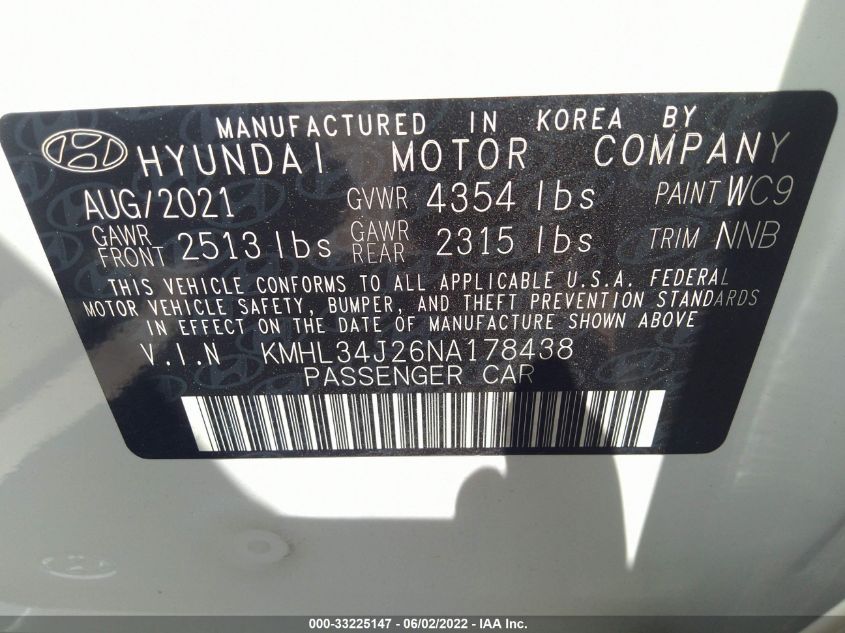 MANUFACTURED IN KOREA BY
HYUNDAI MOTOR COMPANY
AUG/2021 GVWR 4354 lbs PAINT WC9
GAWR FRONT 2513 lbs GAWR REAR 2315 lbs TRIM NNB
THIS VEHICLE CONFORMS TO ALL APPLICABLE U.S.A. FEDERAL
MOTOR VEHICLE SAFETY, BUMPER, AND THEFT PREVENTION STANDARDS
IN EFFECT ON THE DATE OF MANUFACTURE SHOWN ABOVE
V.I.N KMHL34J26NA178438
PASSENGER CAR
000-33225147 - 06/02/2022 - IAA Inc.